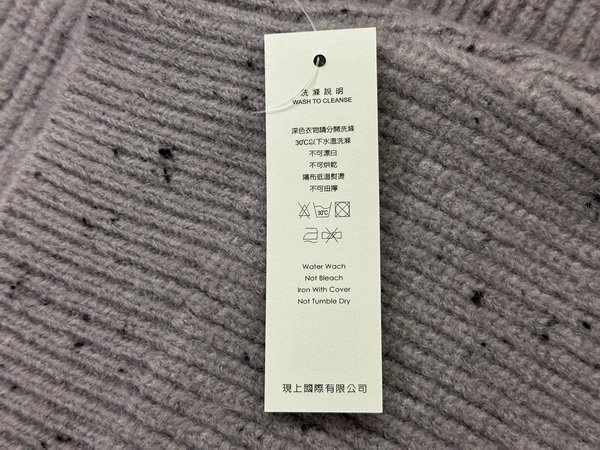 洗滌說明
WASH TO CLEANSE
深色衣物請分開洗滌
30℃以下水溫洗滌
不可漂白
不可烘乾
隔布低溫熨燙
不可扭擰
30℃
Water Wach
Not Bleach
Iron With Cover
Not Tumble Dry
現上國際有限公司